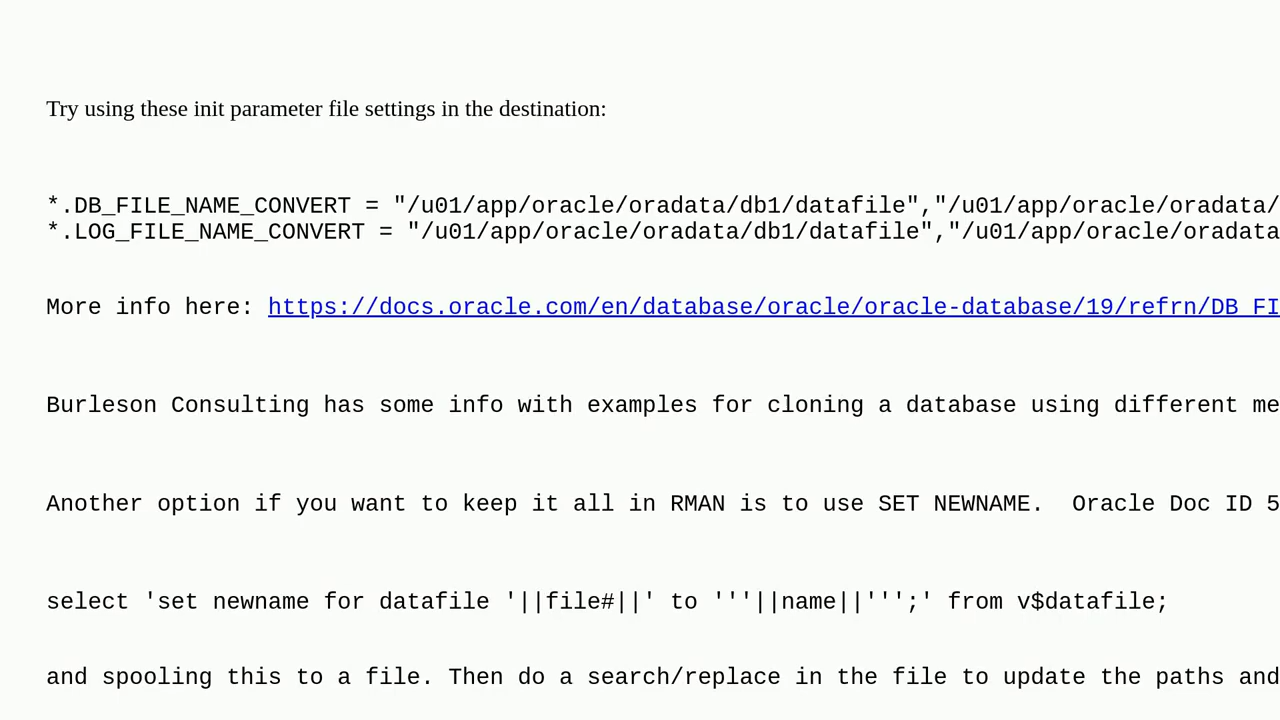 Try using these init parameter file settings in the destination:
*.DB_FILE_NAME_CONVERT = "/u01/app/oracle/oradata/db1/datafile","/u01/app/oracle/oradata/
*.LOG_FILE_NAME_CONVERT = "/u01/app/oracle/oradata/db1/datafile","/u01/app/oracle/oradata
More info here: https://docs.oracle.com/en/database/oracle/oracle-database/19/refrn/DB_FI
Burleson Consulting has some info with examples for cloning a database using different me
Another option if you want to keep it all in RMAN is to use SET NEWNAME.  Oracle Doc ID 5
select 'set newname for datafile '||file#||' to '''||name||''';' from v$datafile;
and spooling this to a file. Then do a search/replace in the file to update the paths and